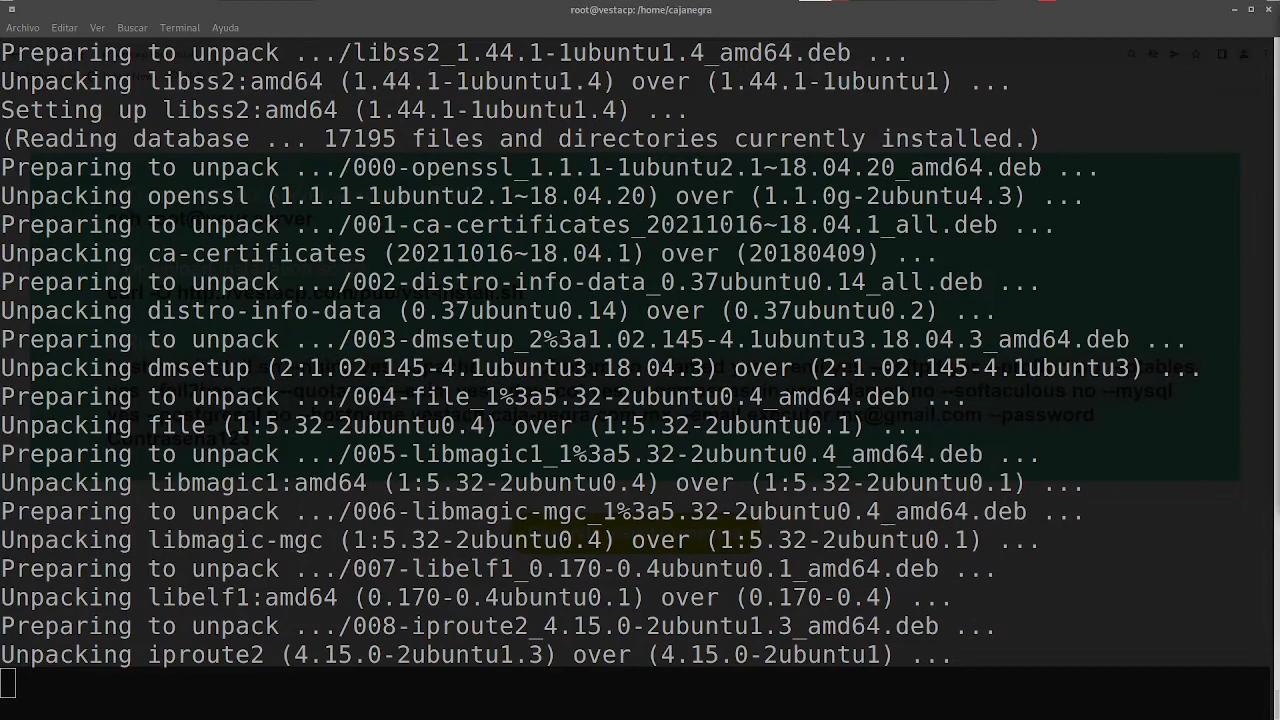 root@vestacp: /home/cajanegra
Archivo Editar Ver Buscar Terminal Ayuda
Preparing to unpack .../libss2_1.44.1-1ubuntu1.4_amd64.deb ...
Unpacking libss2:amd64 (1.44.1-1ubuntu1.4) over (1.44.1-1ubuntu1) ...
Setting up libss2:amd64 (1.44.1-1ubuntu1.4) ...
(Reading database ... 17195 files and directories currently installed.)
Preparing to unpack .../000-openssl_1.1.1-1ubuntu2.1~18.04.20_amd64.deb ...
Unpacking openssl (1.1.1-1ubuntu2.1~18.04.20) over (1.1.0g-2ubuntu4.3) ...
Preparing to unpack .../001-ca-certificates_20211016~18.04.1_all.deb ...
Unpacking ca-certificates (20211016~18.04.1) over (20180409) ...
Preparing to unpack .../002-distro-info-data_0.37ubuntu0.14_all.deb ...
Unpacking distro-info-data (0.37ubuntu0.14) over (0.37ubuntu0.2) ...
Preparing to unpack .../003-dmsetup_2%3a1.02.145-4.1ubuntu3.18.04.3_amd64.deb ...
Unpacking dmsetup (2:1.02.145-4.1ubuntu3.18.04.3) over (2:1.02.145-4.1ubuntu3) ...
Preparing to unpack .../004-file_1%3a5.32-2ubuntu0.4_amd64.deb ...
Unpacking file (1:5.32-2ubuntu0.4) over (1:5.32-2ubuntu0.1) ...
Preparing to unpack .../005-libmagic1_1%3a5.32-2ubuntu0.4_amd64.deb ...
Unpacking libmagic1:amd64 (1:5.32-2ubuntu0.4) over (1:5.32-2ubuntu0.1) ...
Preparing to unpack .../006-libmagic-mgc_1%3a5.32-2ubuntu0.4_amd64.deb ...
Unpacking libmagic-mgc (1:5.32-2ubuntu0.4) over (1:5.32-2ubuntu0.1) ...
Preparing to unpack .../007-libelf1_0.170-0.4ubuntu0.1_amd64.deb ...
Unpacking libelf1:amd64 (0.170-0.4ubuntu0.1) over (0.170-0.4) ...
Preparing to unpack .../008-iproute2_4.15.0-2ubuntu1.3_amd64.deb ...
Unpacking iproute2 (4.15.0-2ubuntu1.3) over (4.15.0-2ubuntu1) ...